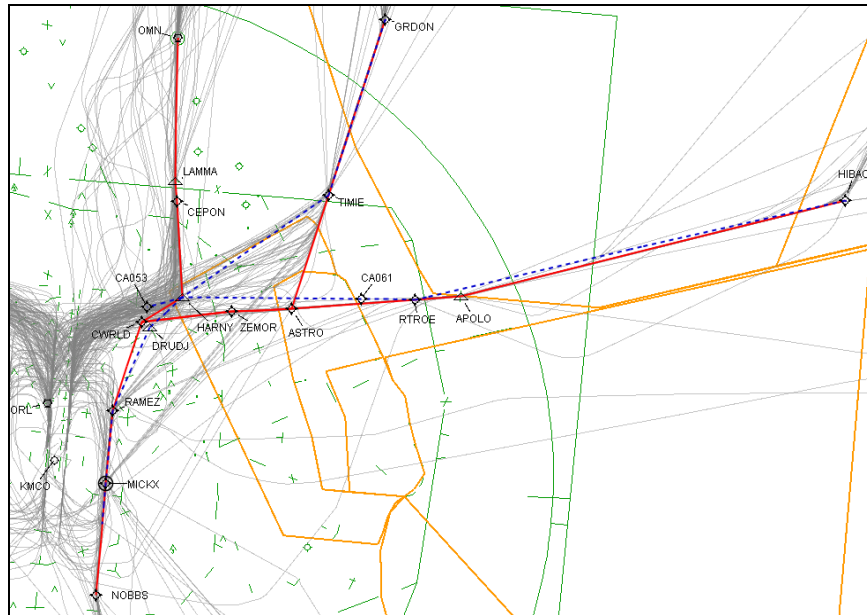 OMN
GRDON
LAMMA
CEPON
TIMIE
HIBAC
CA053
CA061
CWRLD
DRUDJ
HARNY
ZEMOR
ASTRO
RTROE
APOLO
ORL
RAMEZ
KMCO
MICKX
NOBBS